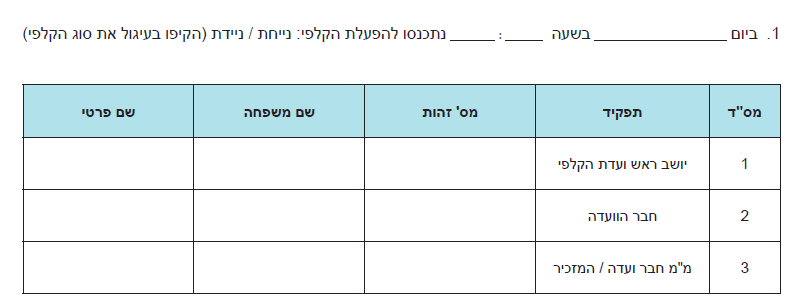 1. ביום _______________ בשעה _____ : _____ נתכנסו להפעלת הקלפי: נייחת / ניידת (הקיפו בעיגול את סוג הקלפי)
מס"ד תפקיד מס' זהות שם משפחה שם פרטי
1 יושב ראש ועדת הקלפי
2 חבר הוועדה
3 מ"מ חבר ועדה / המזכיר